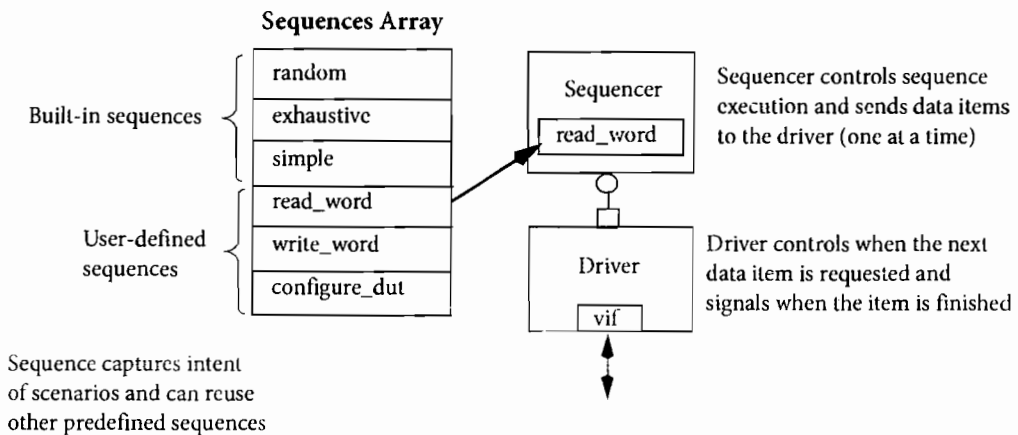 Sequences Array
Built-in sequences
random
exhaustive
simple
User-defined
sequences
read_word
write_word
configure_dut
Sequence captures intent
of scenarios and can reuse
other predefined sequences
Sequencer
read_word
Sequencer controls sequence
execution and sends data items
to the driver (one at a time)
Driver
vif
Driver controls when the next
data item is requested and
signals when the item is finished